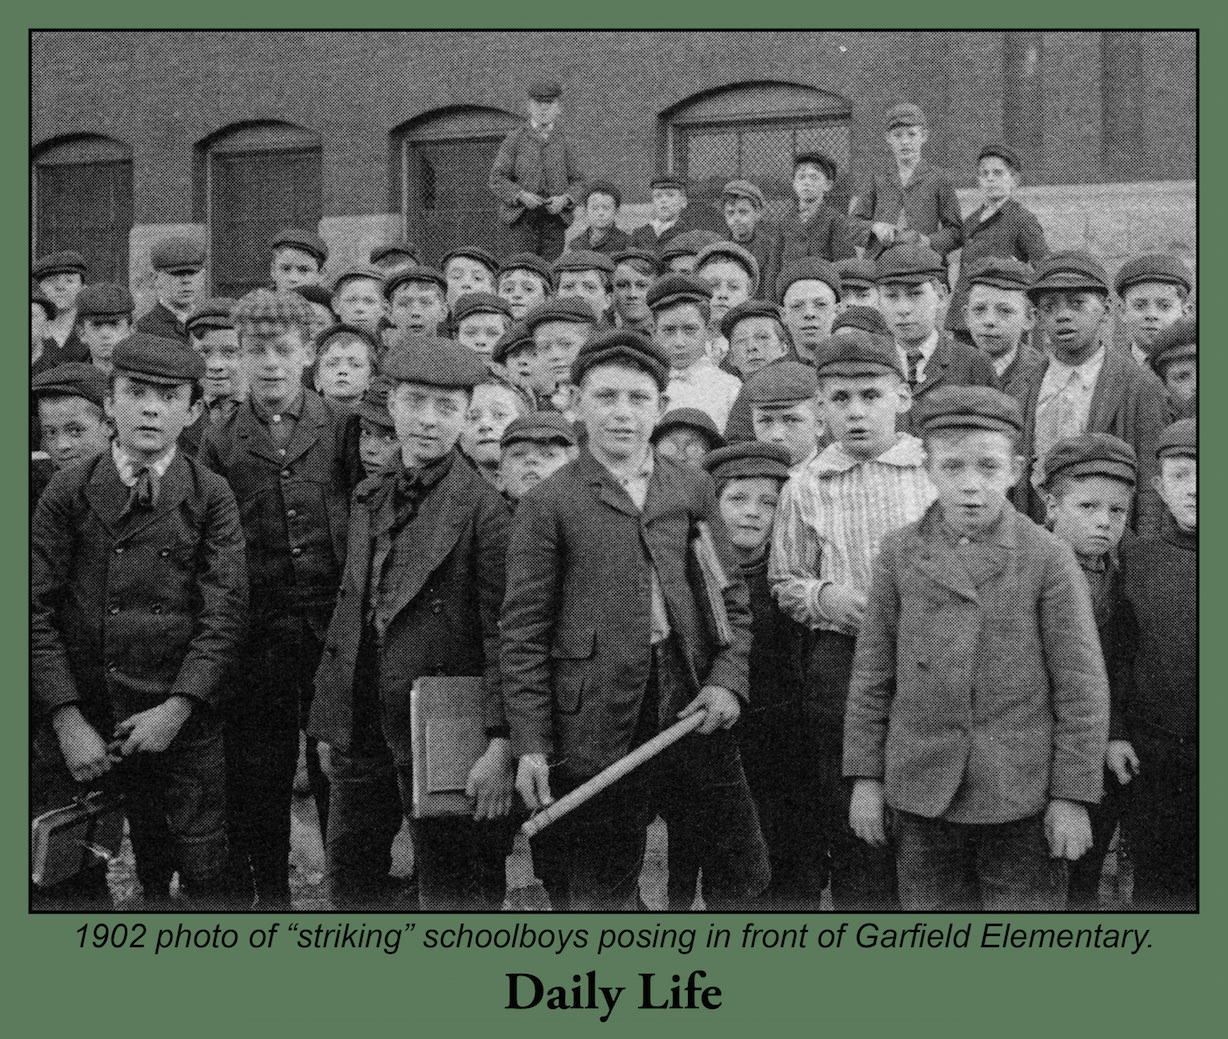 1902 photo of “striking” schoolboys posing in front of Garfield Elementary.
Daily Life